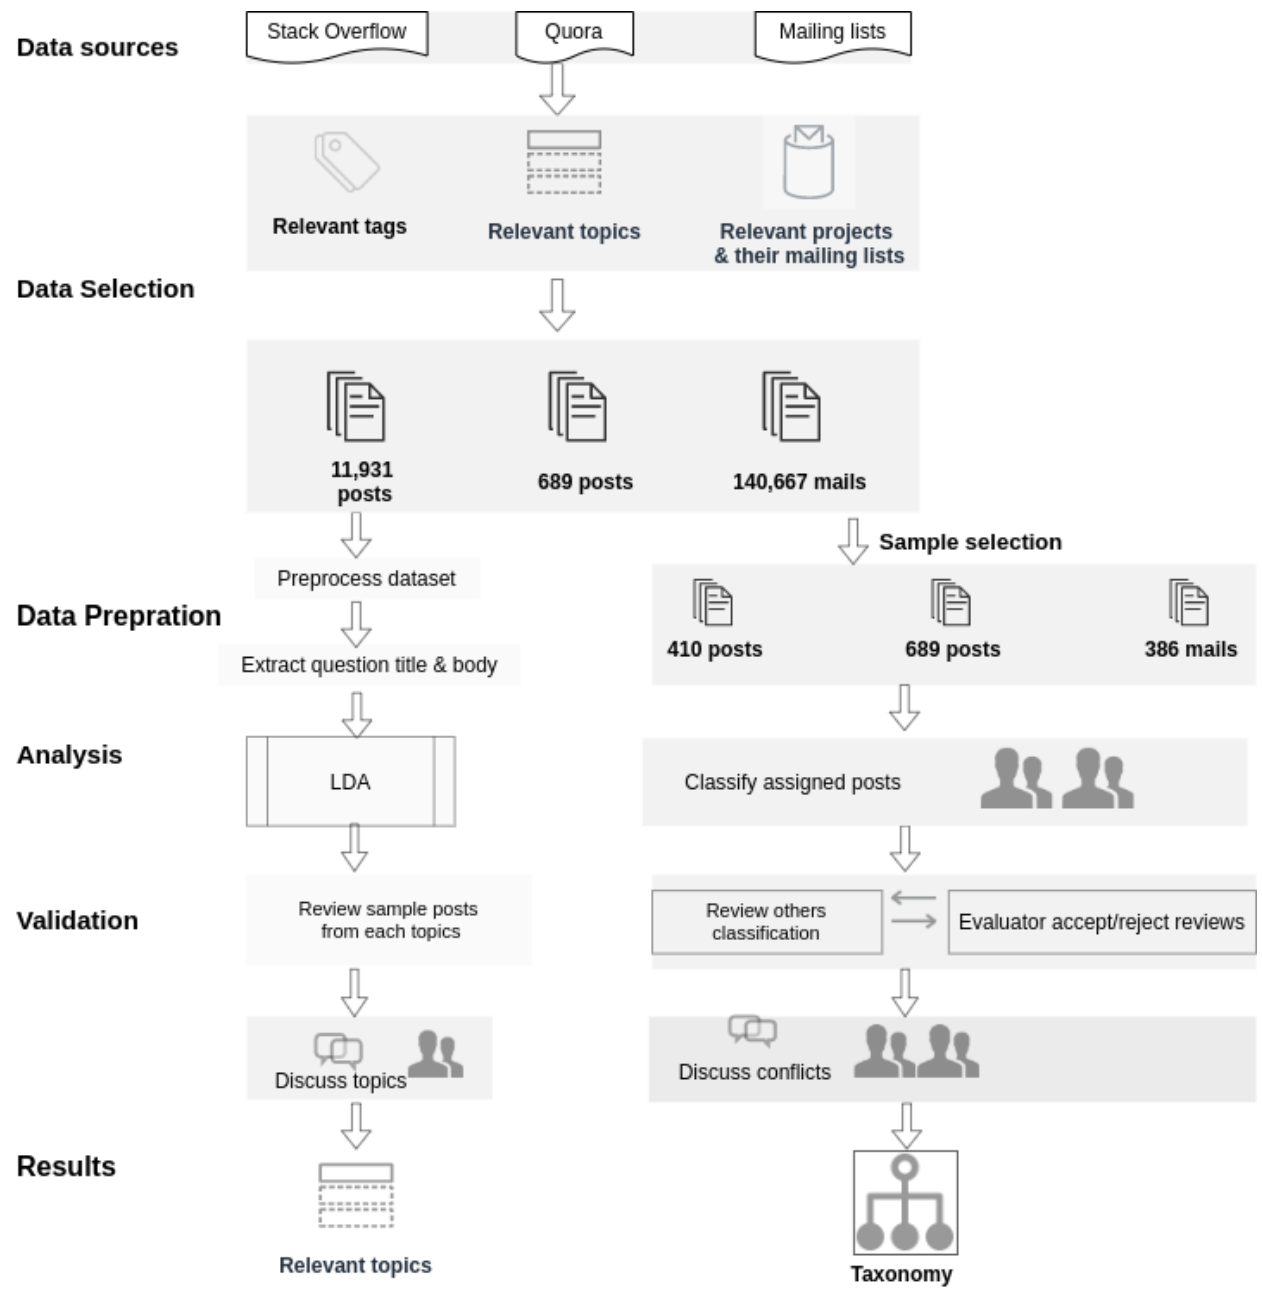 Data sources
Stack Overflow
Quora
Mailing lists
Relevant tags
Relevant topics
Relevant projects
& their mailing lists
Data Selection
11,931
posts
689 posts
140,667 mails
Sample selection
Preprocess dataset
Data Prepration
Extract question title & body
410 posts
689 posts
386 mails
Analysis
LDA
Classify assigned posts
Validation
Review sample posts
from each topics
Review others
classification
Evaluator accept/reject reviews
Discuss topics
Discuss conflicts
Results
Relevant topics
Taxonomy